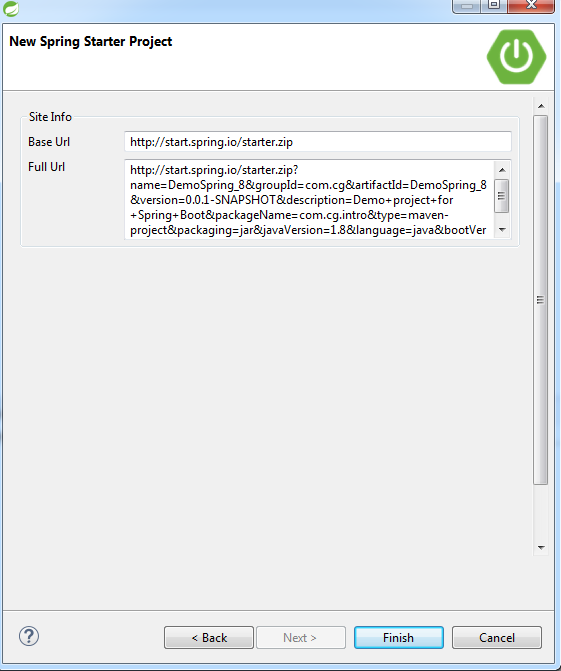 New Spring Starter Project
Site Info
Base Url
http://start.spring.io/starter.zip
Full Url
http://start.spring.io/starter.zip?
name=DemoSpring_8&groupId=com.cg&artifactId=DemoSpring_8
&version=0.0.1-SNAPSHOT&description=Demo+project+for
+Spring+Boot&packageName=com.cg.intro&type=maven-
project&packaging=jar&javaVersion=1.8&language=java&bootVer
?
< Back
Next >
Finish
Cancel